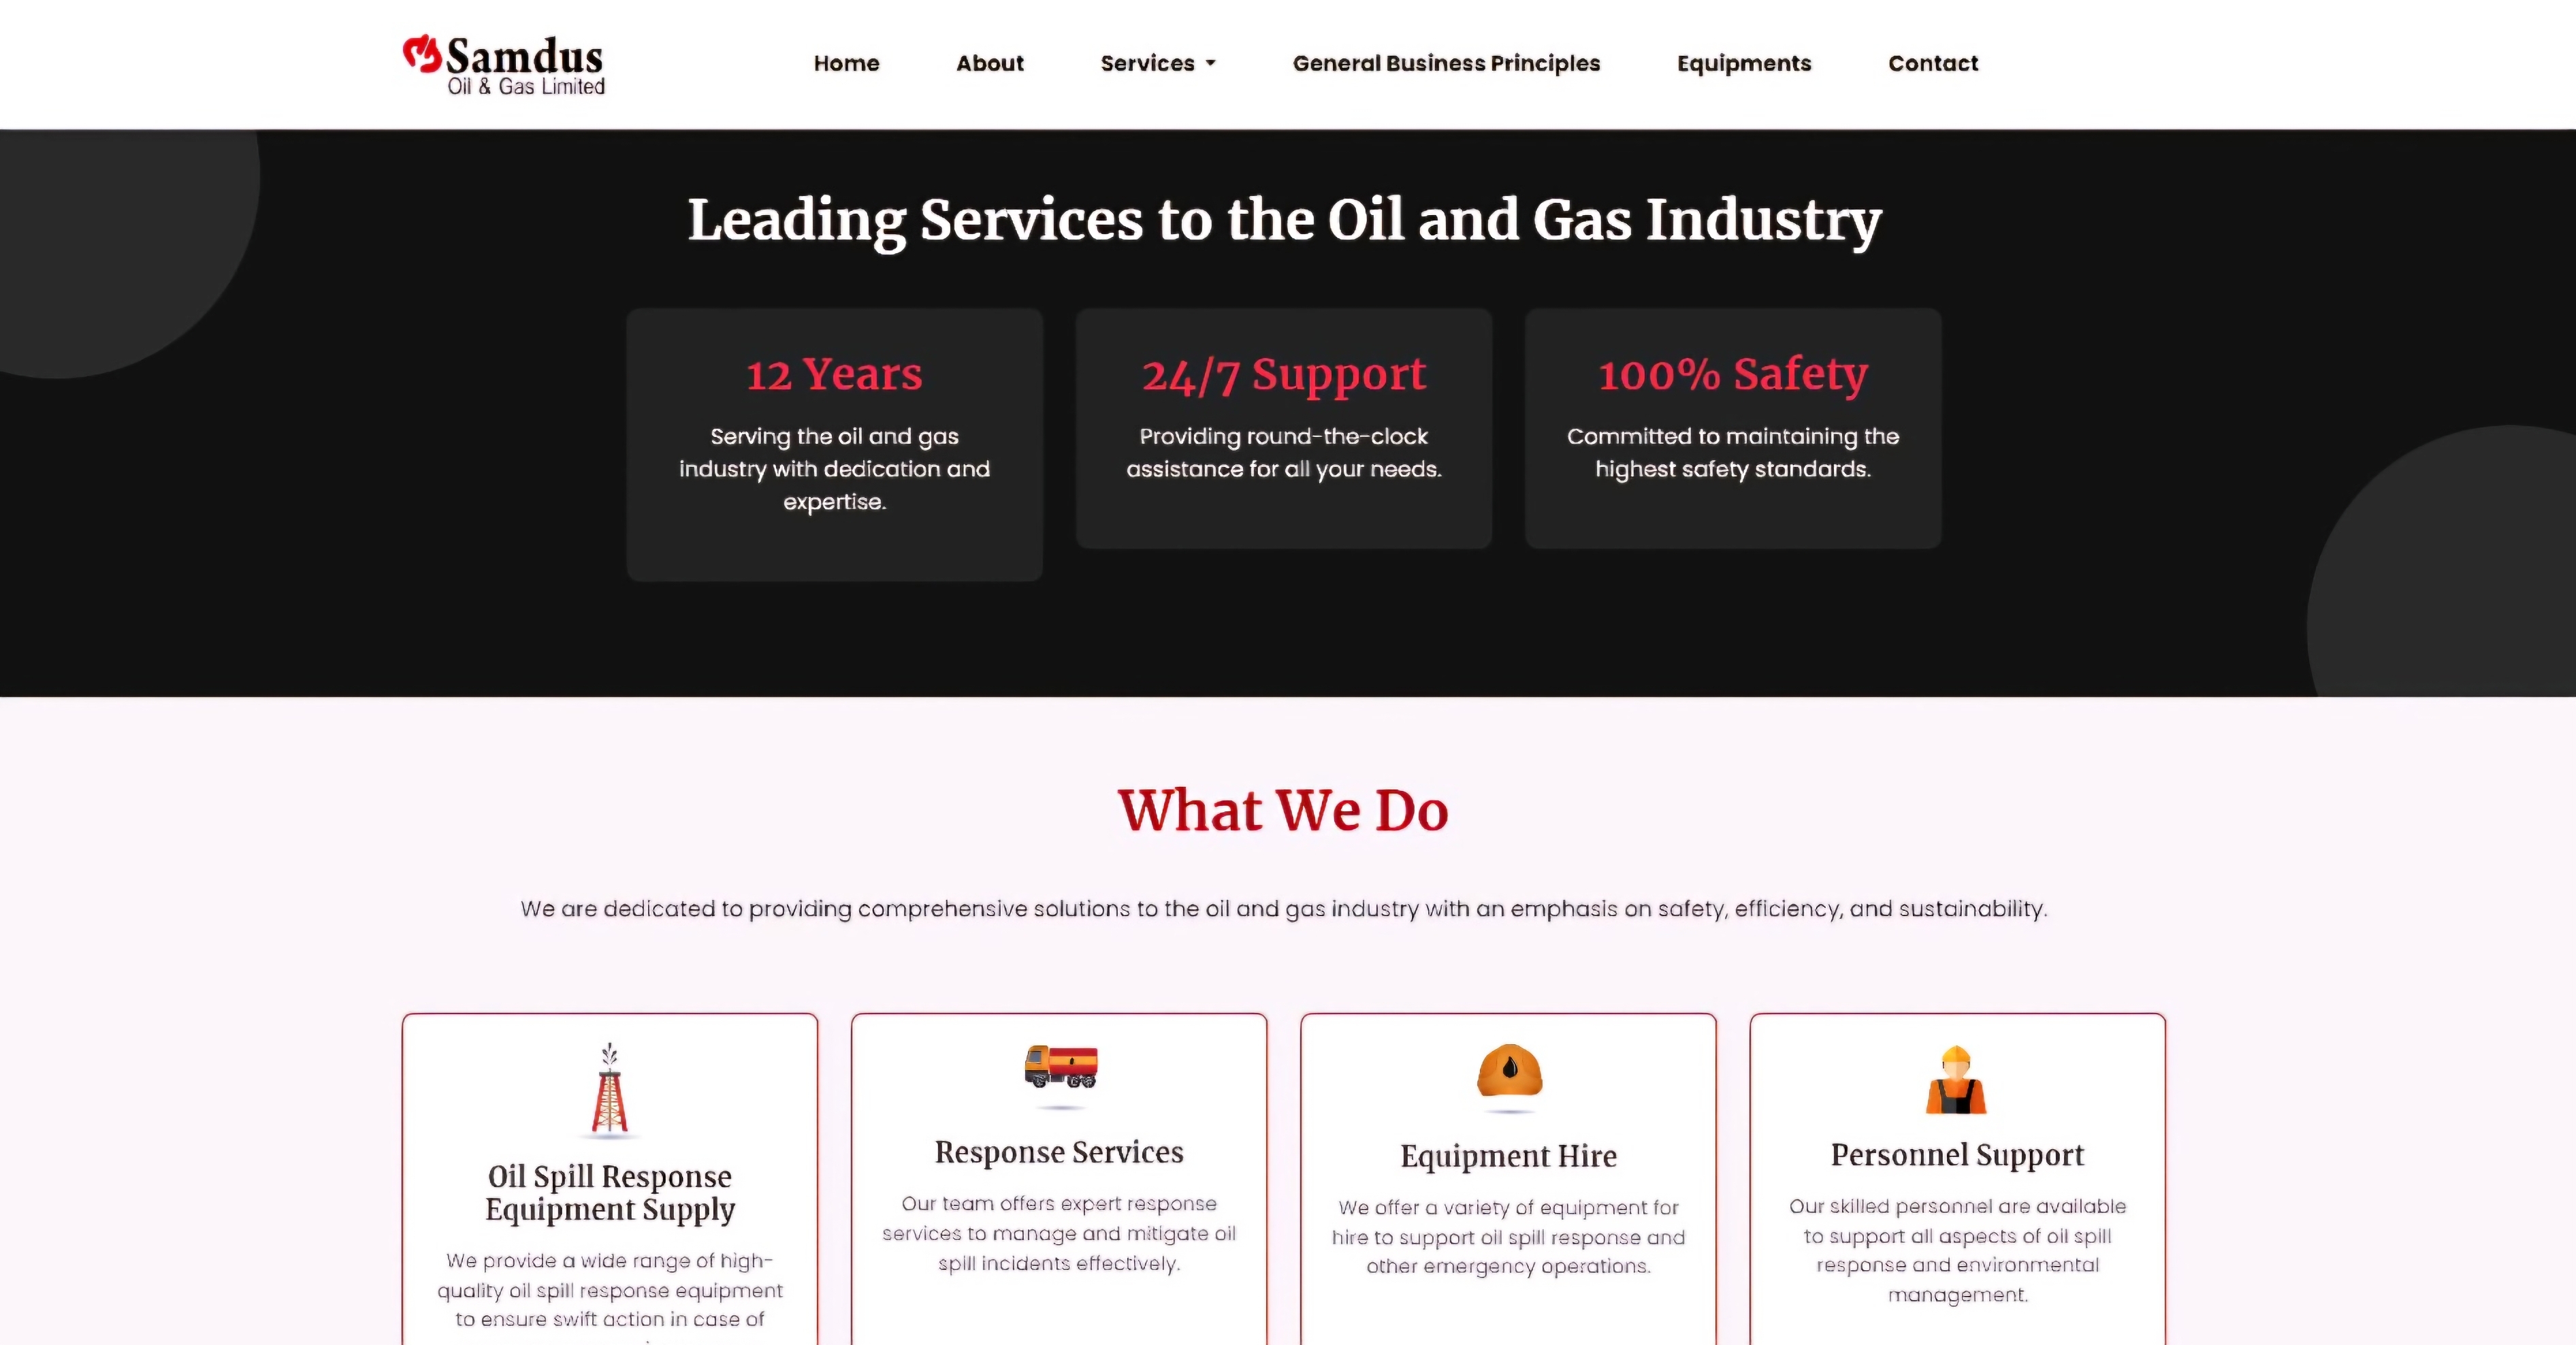 Samdus
Oil & Gas Limited
Home
About
Services
General Business Principles
Equipments
Contact
Leading Services to the Oil and Gas Industry
12 Years
Serving the oil and gas
industry with dedication and
expertise.
24/7 Support
Providing round-the-clock
assistance for all your needs.
100% Safety
Committed to maintaining the
highest safety standards.
What We Do
We are dedicated to providing comprehensive solutions to the oil and gas industry with an emphasis on safety, efficiency, and sustainability.
Oil Spill Response
Equipment Supply
We provide a wide range of high-
quality oil spill response equipment
to ensure swift action in case of
Response Services
Our team offers expert response
services to manage and mitigate oil
spill incidents effectively.
Equipment Hire
We offer a variety of equipment for
hire to support oil spill response and
other emergency operations.
Personnel Support
Our skilled personnel are available
to support all aspects of oil spill
response and environmental
management.